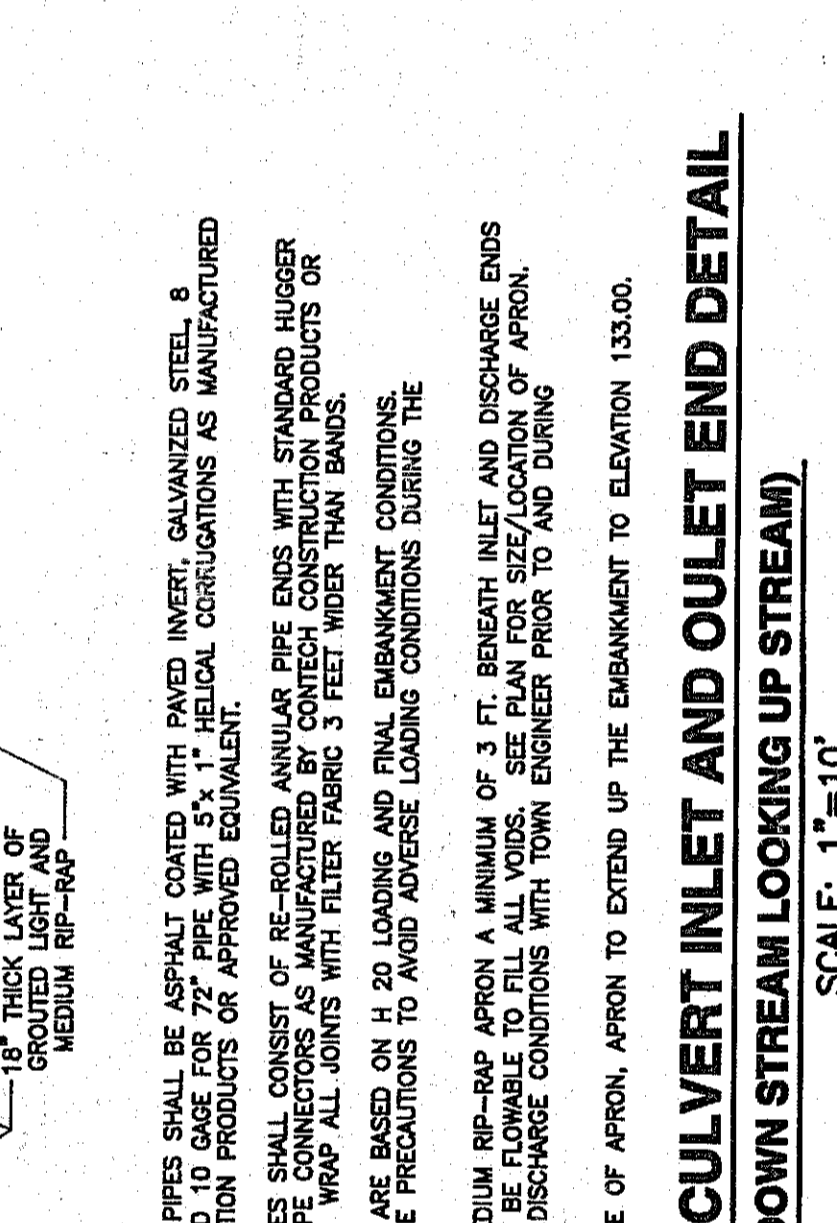 18" THICK LAYER OF
GROUTED LIGHT AND
MEDIUM RIP-RAP
PIPES SHALL BE ASPHALT COATED WITH PAVED INVERT, GALVANIZED STEEL, 8
D 10 GAGE FOR 72" PIPE WITH 5"x 1" HELICAL CORRUGATIONS AS MANUFACTURED
TION PRODUCTS OR APPROVED EQUIVALENT.
ES SHALL CONSIST OF RE-ROLLED ANNULAR PIPE ENDS WITH STANDARD HUGGER
PE CONNECTORS AS MANUFACTURED BY CONTECH CONSTRUCTION PRODUCTS OR
WRAP ALL JOINTS WITH FILTER FABRIC 3 FEET WIDER THAN BANDS.
ARE BASED ON H 20 LOADING AND FINAL EMBANKMENT CONDITIONS.
E PRECAUTIONS TO AVOID ADVERSE LOADING CONDITIONS DURING THE
DIUM RIP-RAP APRON A MINIMUM OF 3 FT. BENEATH INLET AND DISCHARGE ENDS
BE FLOWABLE TO FILL ALL VOIDS. SEE PLAN FOR SIZE/LOCATION OF APRON.
DISCHARGE CONDITIONS WITH TOWN ENGINEER PRIOR TO AND DURING
E OF APRON, APRON TO EXTEND UP THE EMBANKMENT TO ELEVATION 133.00.
CULVERT INLET AND OULET END DETAIL
OWN STREAM LOOKING UP STREAM)
SCALE: 1"=10'